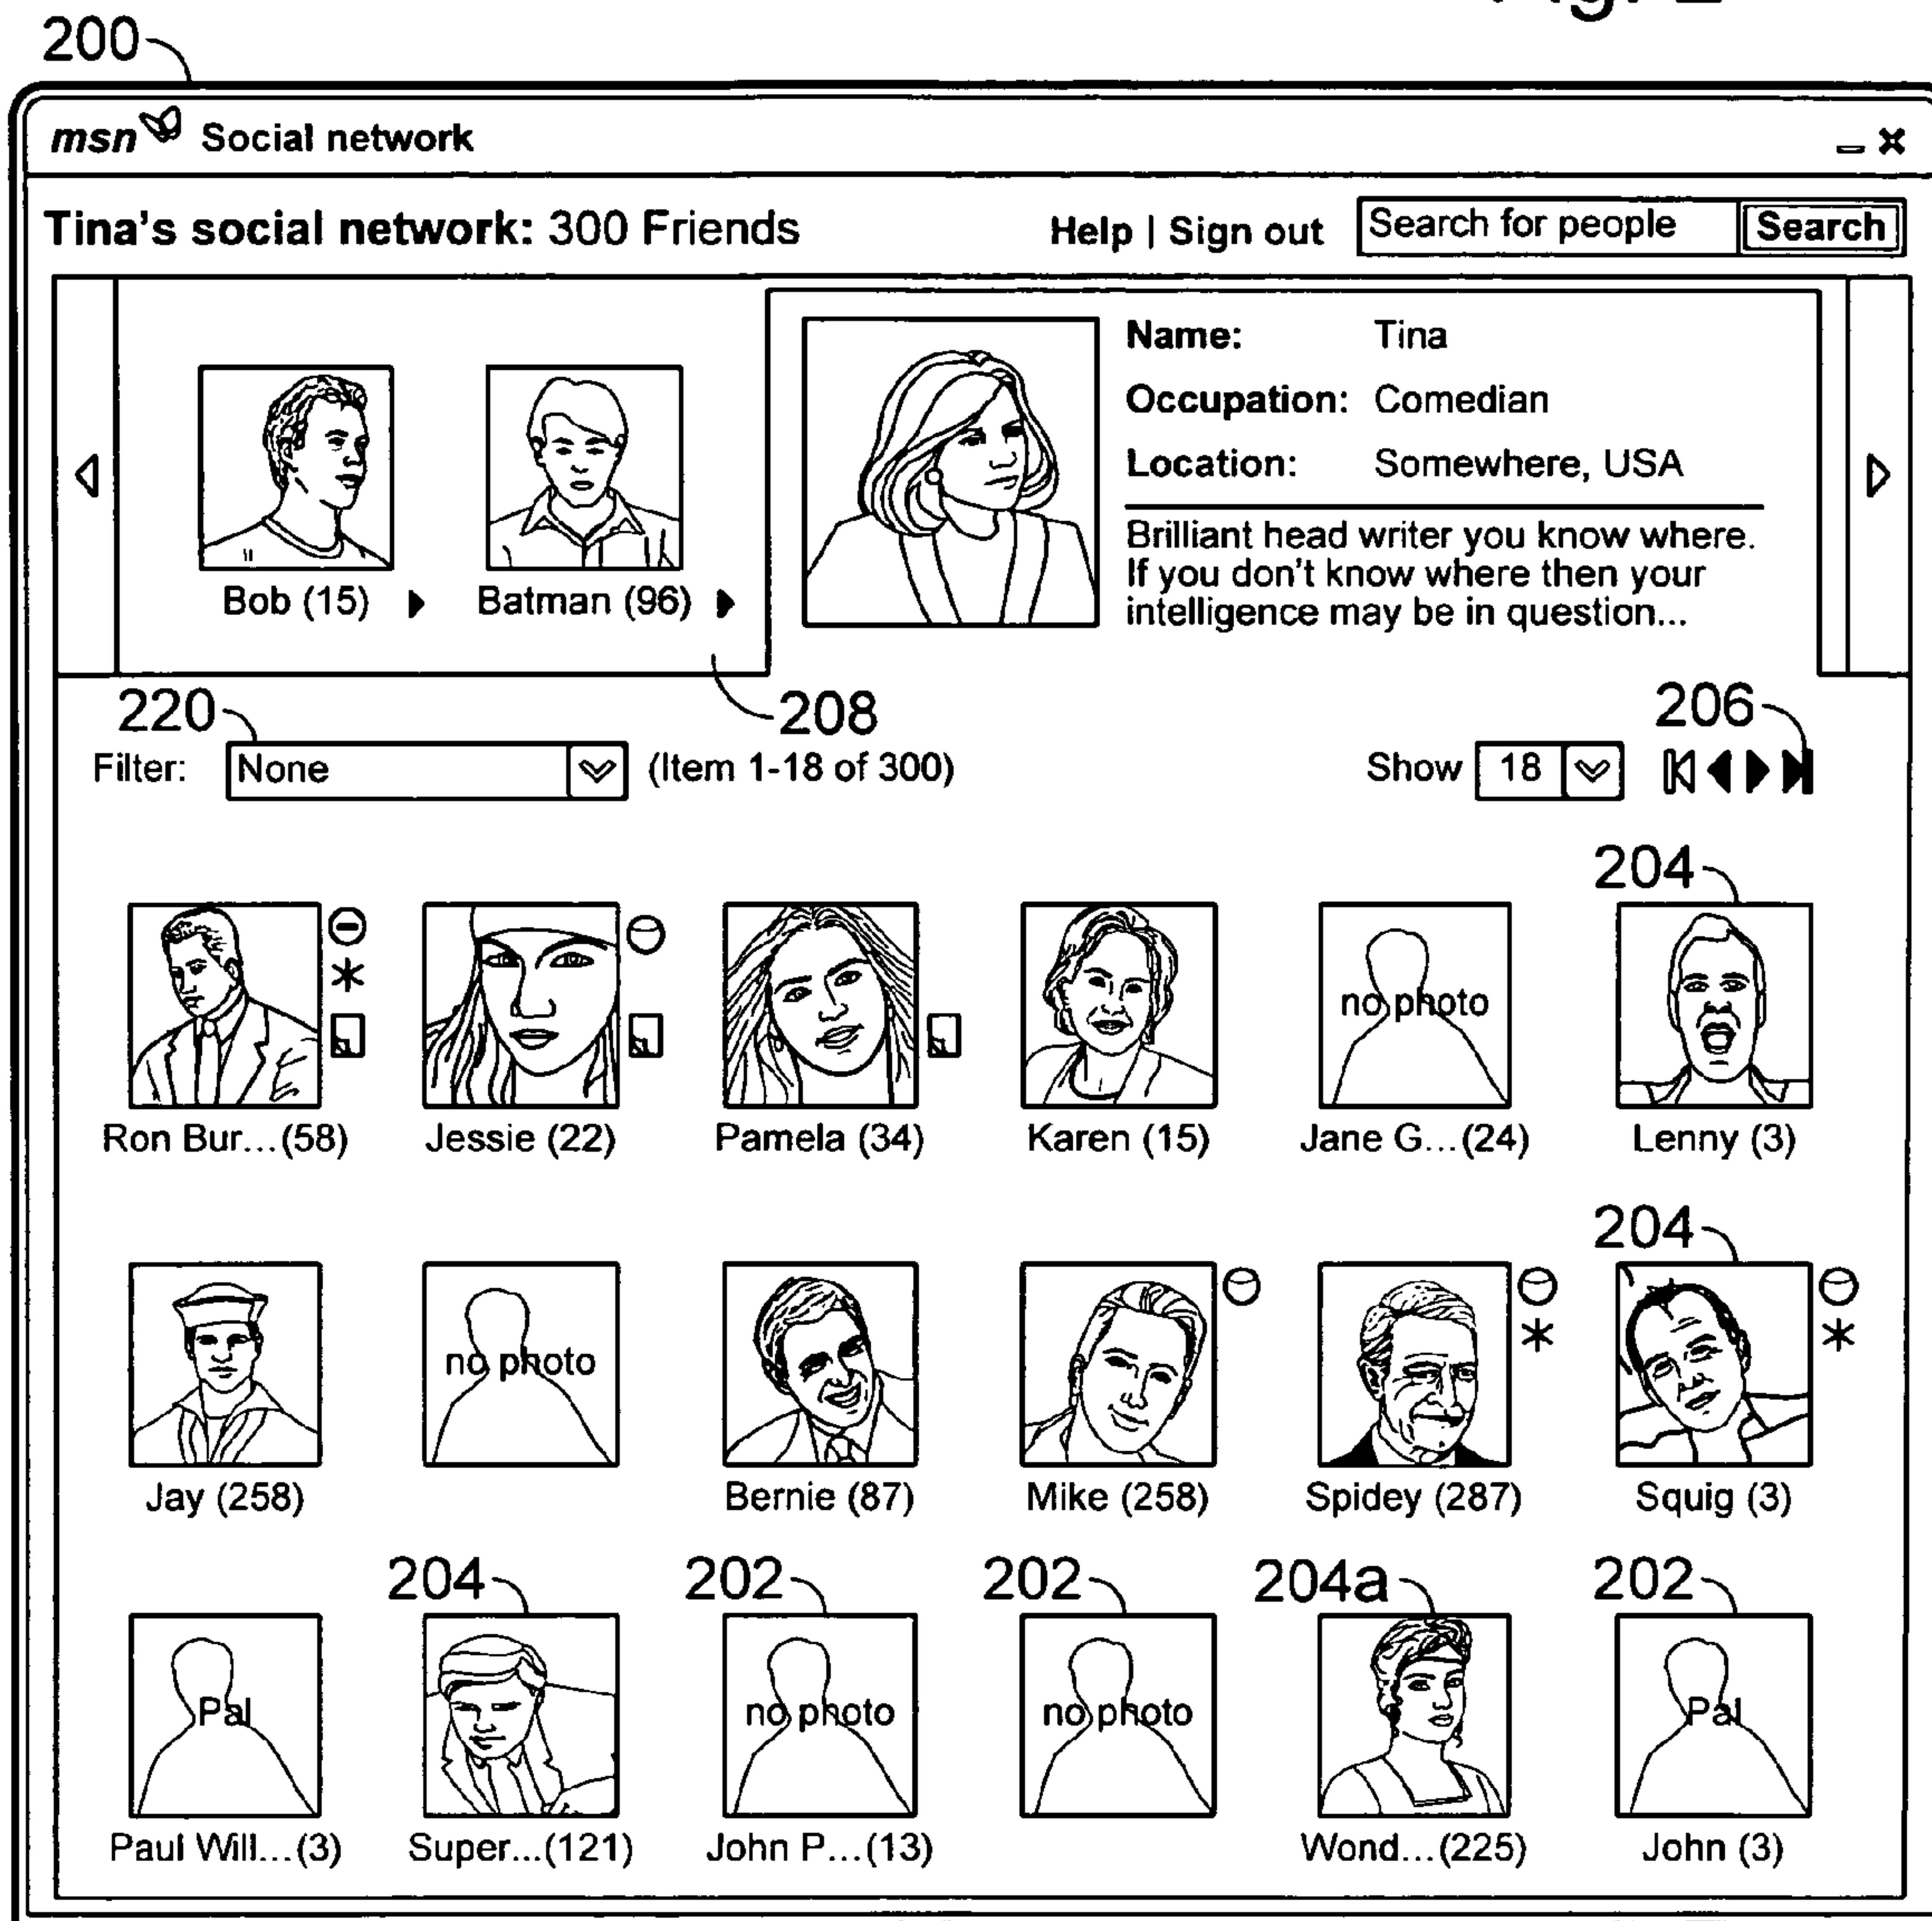 200
msn Social network
Tina's social network: 300 Friends Help | Sign out Search for people Search
Name: Tina
Occupation: Comedian
Location: Somewhere, USA
Brilliant head writer you know where.
If you don't know where then your
intelligence may be in question...
Bob (15) Batman (96)
220 208 206
Filter: None (Item 1-18 of 300) Show 18
204
no photo
Ron Bur...(58) Jessie (22) Pamela (34) Karen (15) Jane G...(24) Lenny (3)
204
no photo
Jay (258) Bernie (87) Mike (258) Spidey (287) Squig (3)
204 202 202 204a 202
Pal no photo no photo Pal
Paul Will...(3) Super...(121) John P...(13) Wond...(225) John (3)